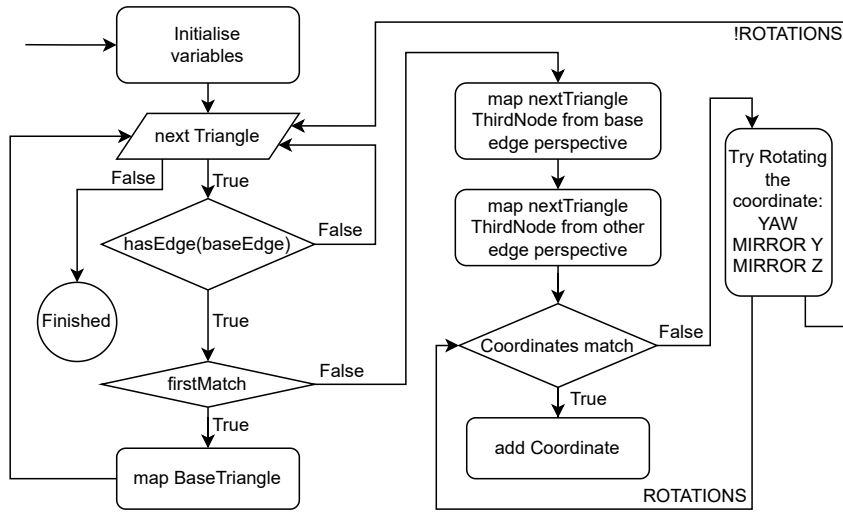 Initialise
variables
!ROTATIONS
next Triangle
False
True
hasEdge(baseEdge)
False
Finished
True
firstMatch
False
True
map BaseTriangle
map nextTriangle
ThirdNode from base
edge perspective
map nextTriangle
ThirdNode from other
edge perspective
Coordinates match
False
True
add Coordinate
Try Rotating
the
coordinate:
YAW
MIRROR Y
MIRROR Z
ROTATIONS